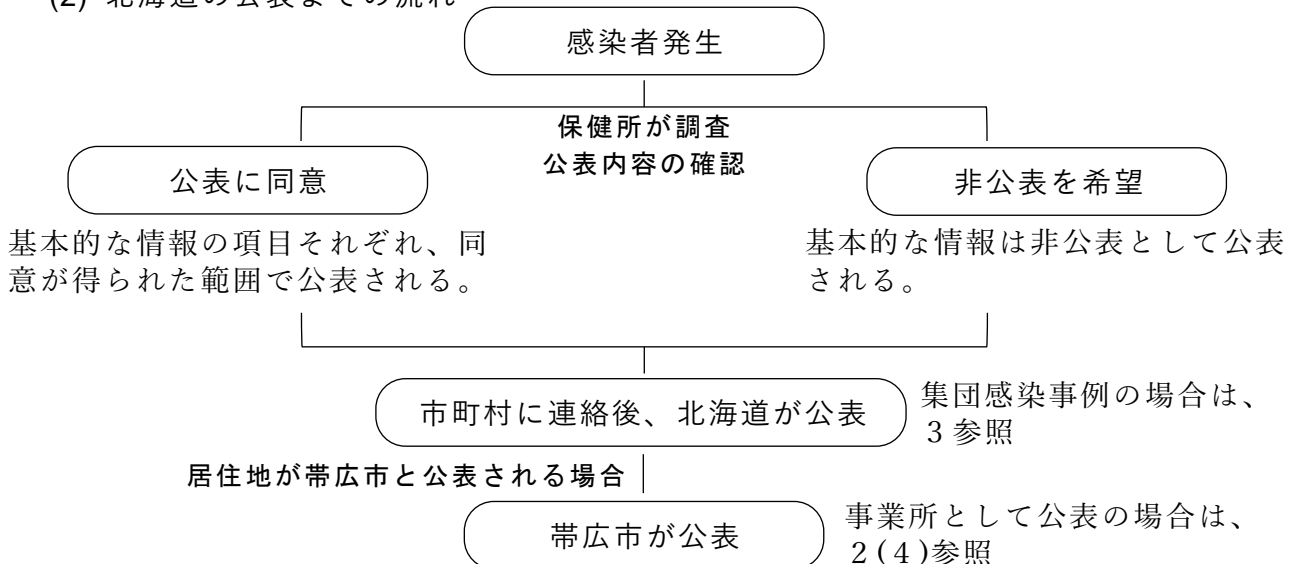 (2) 北海道の公表までの流れ
感染者発生
保健所が調査
公表内容の確認
公表に同意
非公表を希望
基本的な情報の項目それぞれ、同
意が得られた範囲で公表される。
基本的な情報は非公表として公表
される。
市町村に連絡後、北海道が公表
集団感染事例の場合は、
3参照
居住地が帯広市と公表される場合
帯広市が公表
事業所として公表の場合は、
2(4)参照